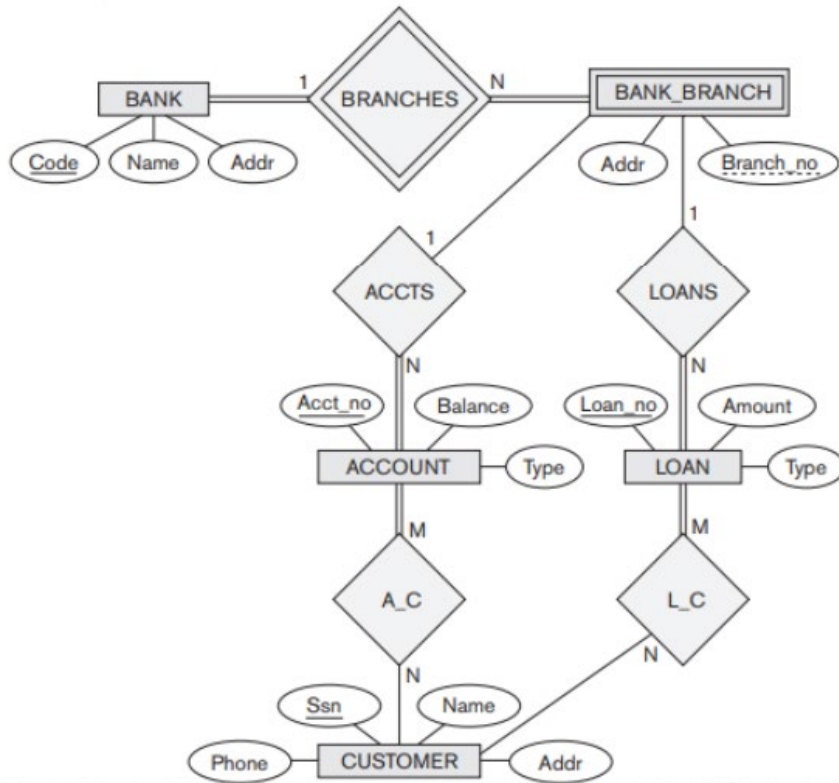 1 N
BANK BRANCHES BANK_BRANCH
Code Name Addr Addr Branch_no
1 1
ACCTS LOANS
N N
Acct_no Balance Loan_no Amount
ACCOUNT Type LOAN Type
M M
A_C L_C
N N
Ssn Name
Phone CUSTOMER Addr